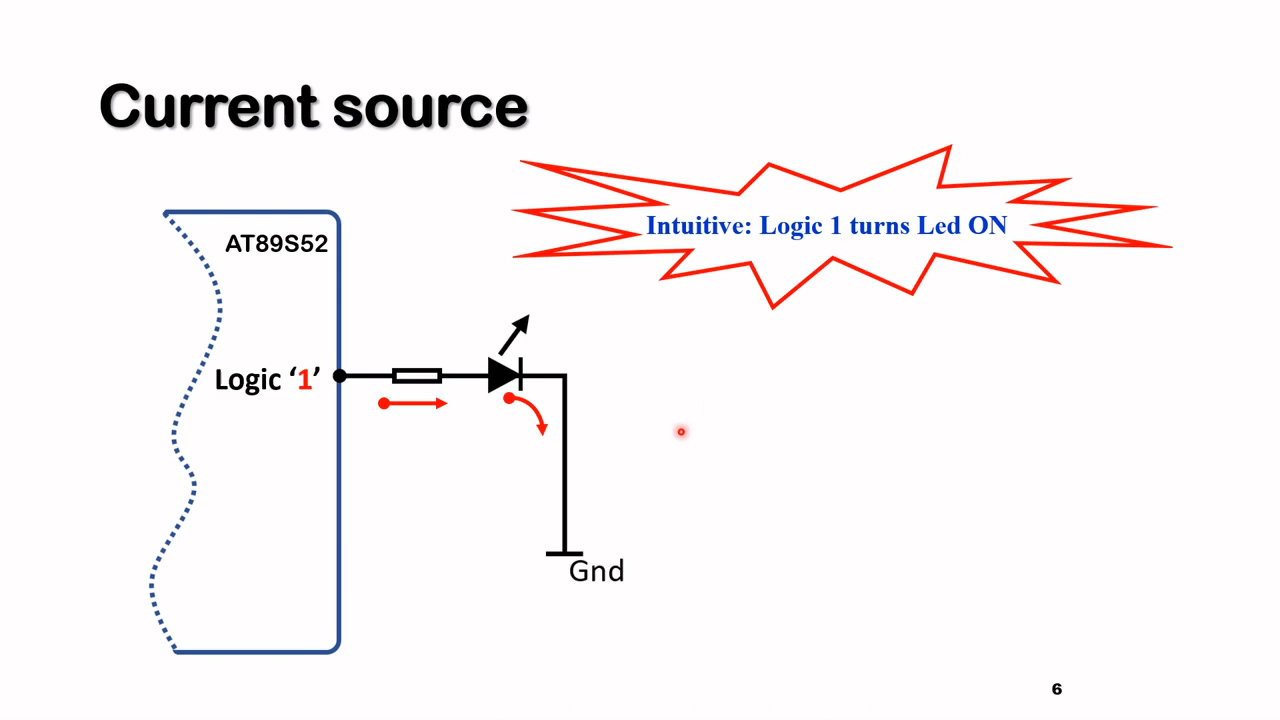 Current source
Intuitive: Logic 1 turns Led ON
AT89S52
Logic ‘1’
Gnd
6